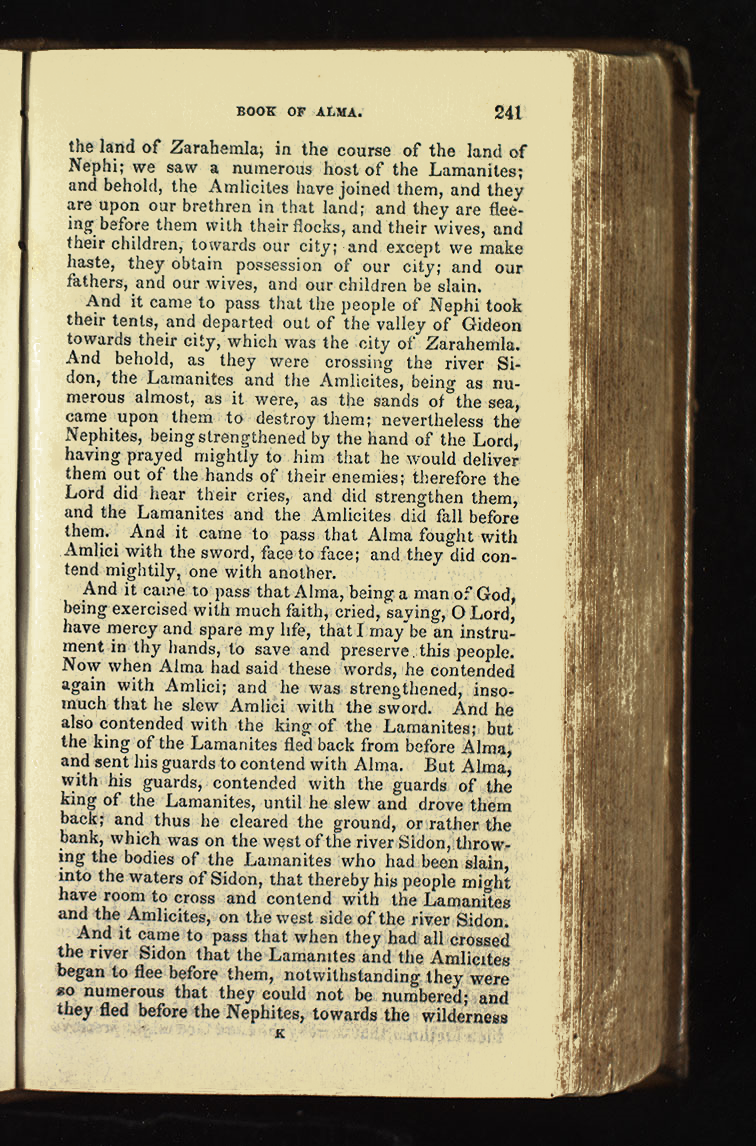 BOOK OF ALMA. 241
the land of Zarahemla; in the course of the land of
Nephi; we saw a numerous host of the Lamanites;
and behold, the Amlicites have joined them, and they
are upon our brethren in that land; and they are flee-
ing before them with their flocks, and their wives, and
their children, towards our city; and except we make
haste, they obtain possession of our city; and our
fathers, and our wives, and our children be slain.
And it came to pass that the people of Nephi took
their tents, and departed out of the valley of Gideon
towards their city, which was the city of Zarahemla.
And behold, as they were crossing the river Si-
don, the Lamanites and the Amlicites, being as nu-
merous almost, as it were, as the sands of the sea,
came upon them to destroy them; nevertheless the
Nephites, being strengthened by the hand of the Lord,
having prayed mightly to him that he would deliver
them out of the hands of their enemies; therefore the
Lord did hear their cries, and did strengthen them,
and the Lamanites and the Amlicites did fall before
them. And it came to pass that Alma fought with
Amlici with the sword, face to face; and they did con-
tend mightily, one with another.
And it came to pass that Alma, being a man of God,
being exercised with much faith, cried, saying, O Lord,
have mercy and spare my life, that I may be an instru-
ment in thy hands, to save and preserve this people.
Now when Alma had said these words, he contended
again with Amlici; and he was strengthened, inso-
much that he slew Amlici with the sword. And he
also contended with the king of the Lamanites; but
the king of the Lamanites fled back from before Alma,
and sent his guards to contend with Alma. But Alma,
with his guards, contended with the guards of the
king of the Lamanites, until he slew and drove them
back; and thus he cleared the ground, or rather the
bank, which was on the west of the river Sidon, throw-
ing the bodies of the Lamanites who had been slain,
into the waters of Sidon, that thereby his people might
have room to cross and contend with the Lamanites
and the Amlicites, on the west side of the river Sidon.
And it came to pass that when they had all crossed
the river Sidon that the Lamanites and the Amlicites
began to flee before them, notwithstanding they were
so numerous that they could not be numbered; and
they fled before the Nephites, towards the wilderness
K